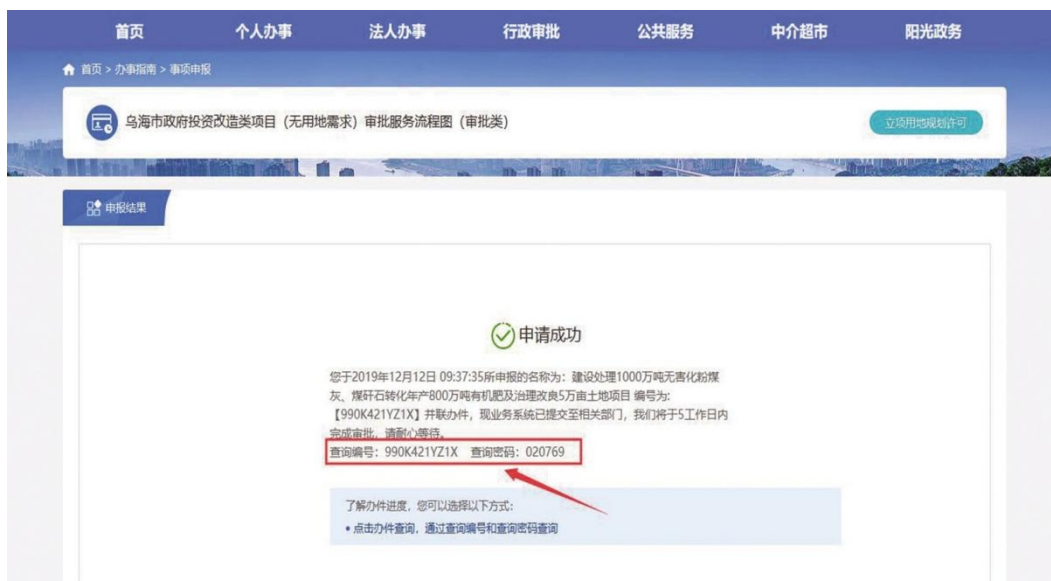 首页 个人办事 法人办事 行政审批 公共服务 中介超市 阳光政务
首页 > 办事指南 > 事项申报
乌海市政府投资改造类项目（无用地需求）审批服务流程图（审批类）
立项用地规划许可
申报结果
申请成功
您于2019年12月12日 09:37:35所申报的名称为：建设处理1000万吨无害化粉煤
灰、煤矸石转化年产800万吨有机肥及治理改良5万亩土地项目 编号为:
【990K421YZ1X】并联办件，现业务系统已提交至相关部门，我们将于5工作日内
完成审批，请耐心等待。
查询编号：990K421YZ1X 查询密码：020769
了解办件进度，您可以选择以下方式:
• 点击办件查询，通过查询编号和查询密码查询